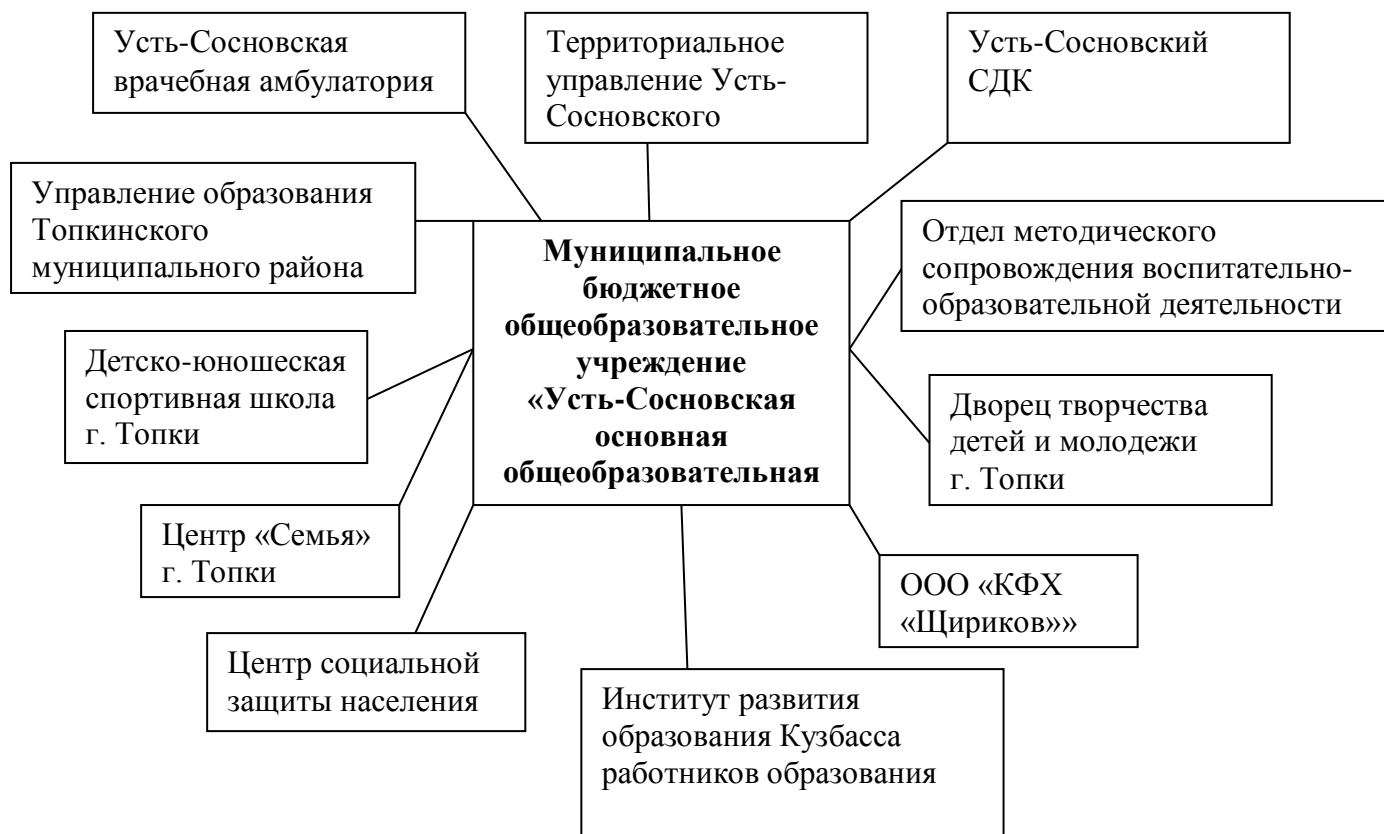 Усть-Сосновская
врачебная амбулатория
Территориальное
управление Усть-
Сосновского
Усть-Сосновский
СДК
Управление образования
Топкинского
муниципального района
Муниципальное
бюджетное
общеобразовательное
учреждение
«Усть-Сосновская
основная
общеобразовательная
Отдел методического
сопровождения воспитательно-
образовательной деятельности
Детско-юношеская
спортивная школа
г. Топки
Дворец творчества
детей и молодежи
г. Топки
Центр «Семья»
г. Топки
ООО «КФХ
«Щириков»»
Центр социальной
защиты населения
Институт развития
образования Кузбасса
работников образования